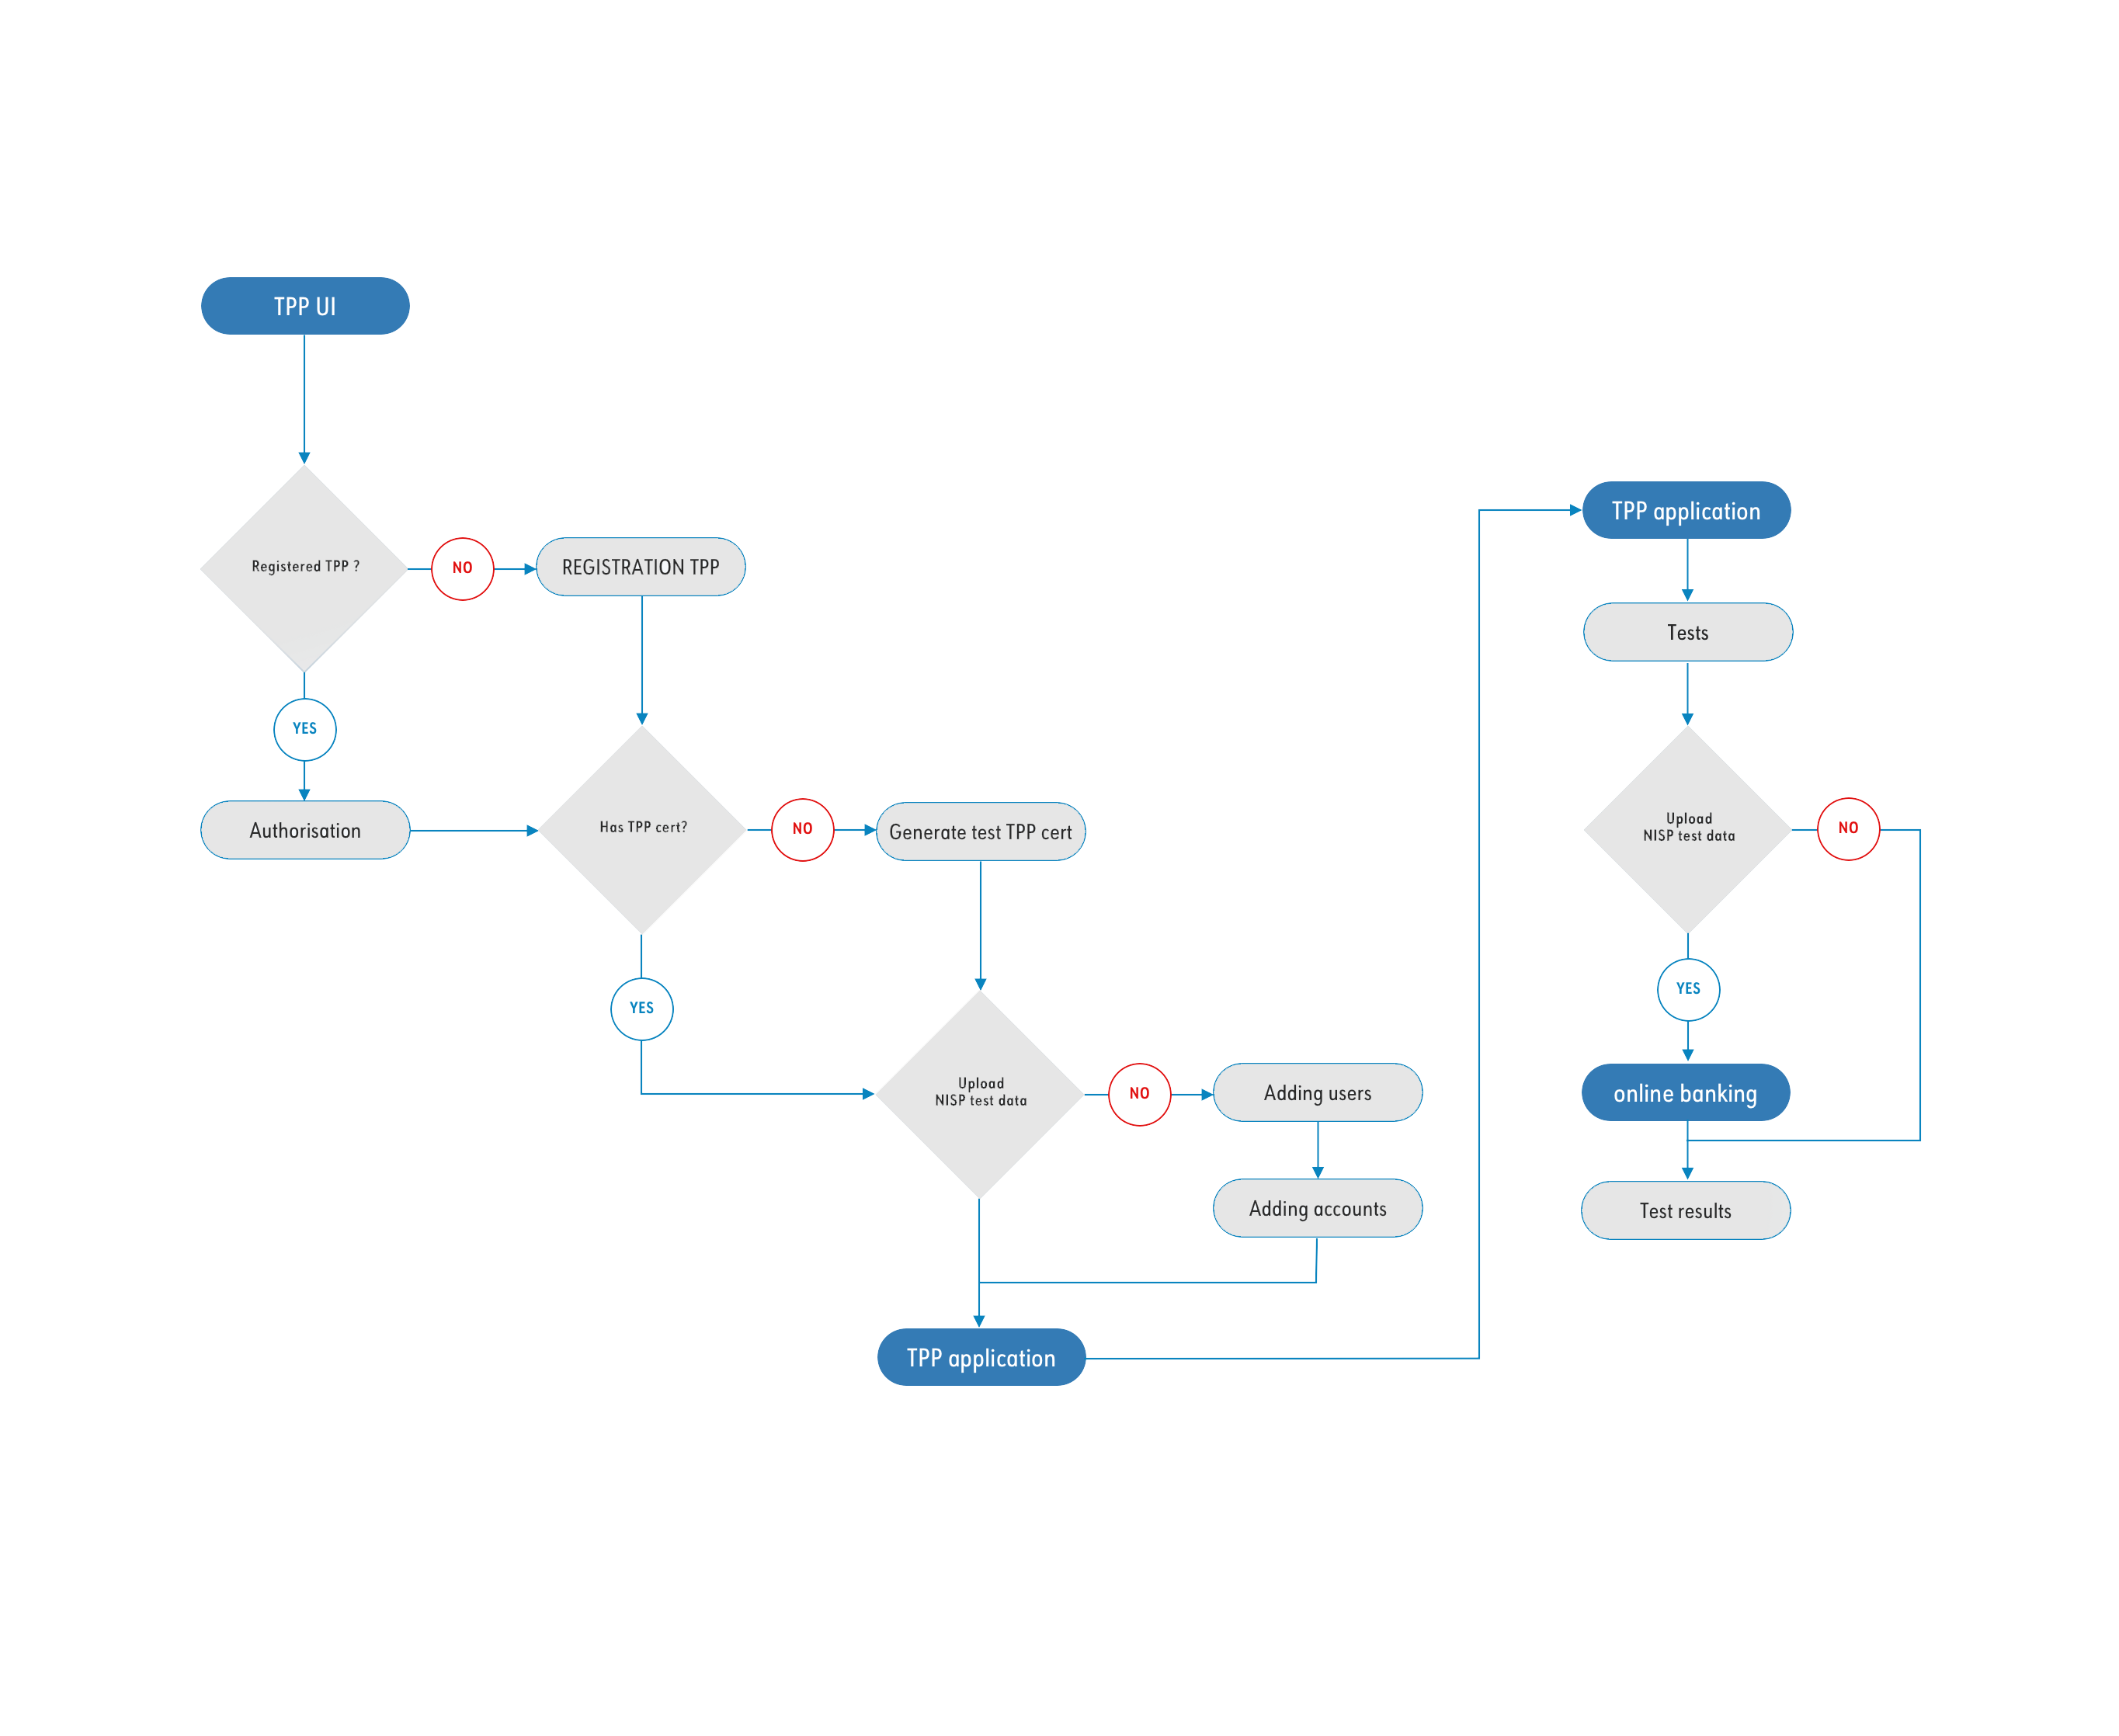 TPP UI
Registered TPP ?
NO
REGISTRATION TPP
YES
Authorisation
Has TPP cert?
NO
Generate test TPP cert
YES
Upload
NISP test data
NO
Adding users
Adding accounts
TPP application
TPP application
Tests
Upload
NISP test data
NO
YES
online banking
Test results